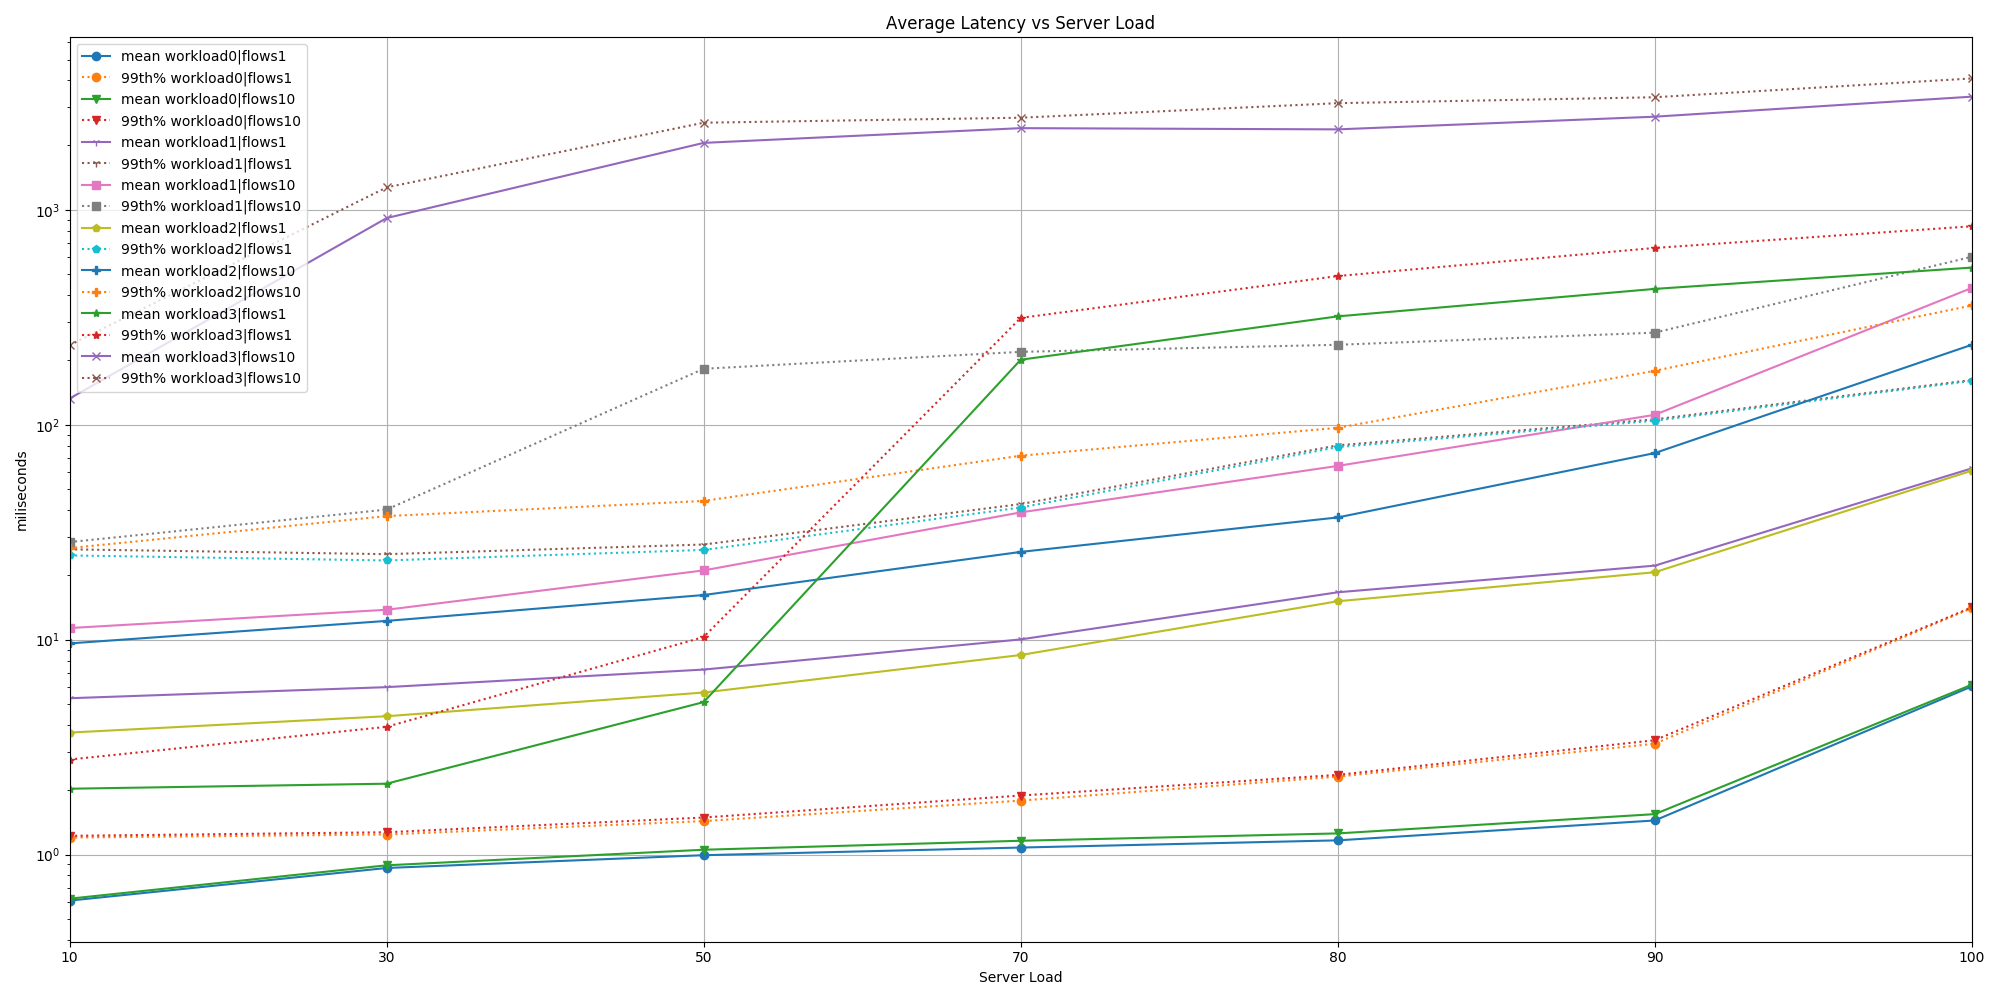 Average Latency vs Server Load
mean workload0|flows1
99th% workload0|flows1
mean workload0|flows10
99th% workload0|flows10
mean workload1|flows1
99th% workload1|flows1
mean workload1|flows10
99th% workload1|flows10
mean workload2|flows1
99th% workload2|flows1
mean workload2|flows10
99th% workload2|flows10
mean workload3|flows1
99th% workload3|flows1
mean workload3|flows10
99th% workload3|flows10
miliseconds
10³
10²
10¹
10⁰
10 30 50 70 80 90 100
Server Load